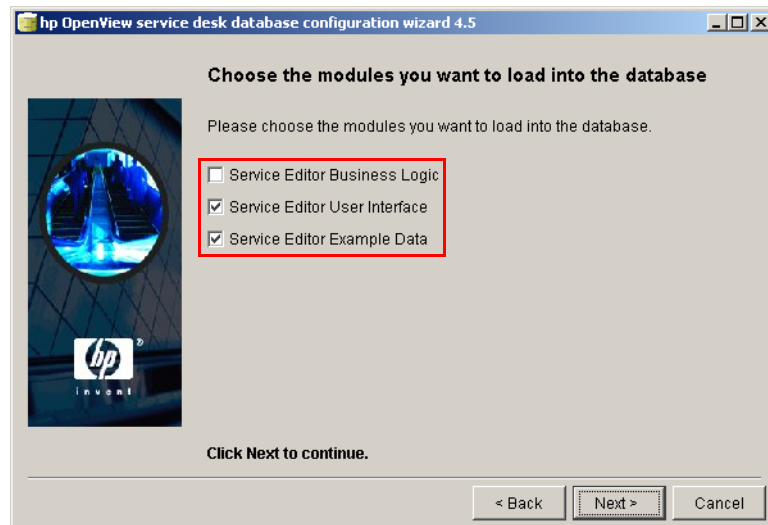 hp OpenView service desk database configuration wizard 4.5
Choose the modules you want to load into the database
Please choose the modules you want to load into the database.
Service Editor Business Logic
Service Editor User Interface
Service Editor Example Data
hp
®
invent
Click Next to continue.
< Back
Next >
Cancel